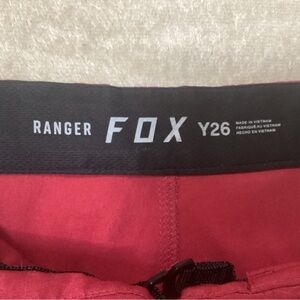 RANGER FOX Y26
MADE IN VIETNAM
FABRIQUÉ AU VIETNAM
HECHO EN VIETNAM